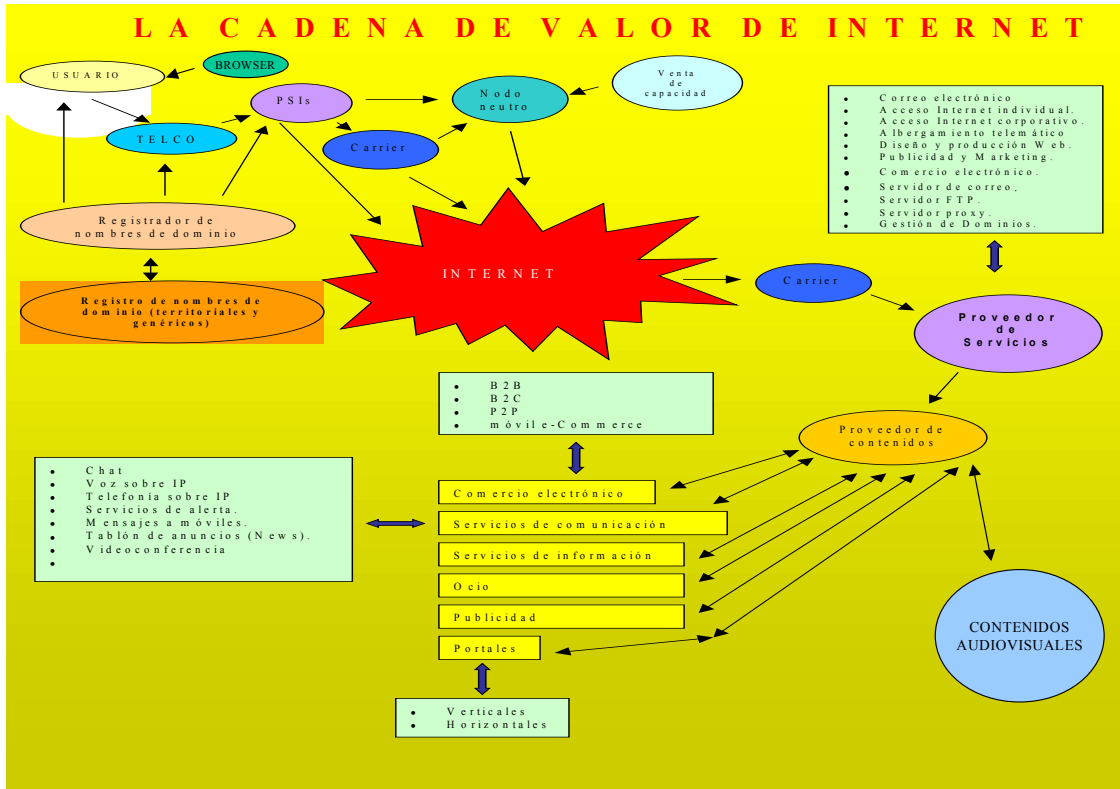 LA CADENA DE VALOR DE INTERNET
USUARIO
BROWSER
PSIs
Nodo
neutro
Venta
de
capacidad
TELCO
Carrier
• Correo electrónico
• Acceso Internet individual.
• Acceso Internet corporativo.
• Albergamiento telemático
• Diseño y producción Web.
• Publicidad y Marketing.
• Comercio electrónico.
• Servidor de correo.
• Servidor FTP.
• Servidor proxy.
• Gestión de Dominios.
Registrador de
nombres de dominio
INTERNET
Carrier
Registro de nombres de
dominio (territoriales y
genéricos)
Proveedor
de
Servicios
• B2B
• B2C
• P2P
• móvile-Commerce
Proveedor de
contenidos
• Chat
• Voz sobre IP
• Telefonía sobre IP
• Servicios de alerta.
• Mensajes a móviles.
• Tablón de anuncios (News).
• Videoconferencia
•
Comercio electrónico
Servicios de comunicación
Servicios de información
Ocio
Publicidad
Portales
CONTENIDOS
AUDIOVISUALES
• Verticales
• Horizontales